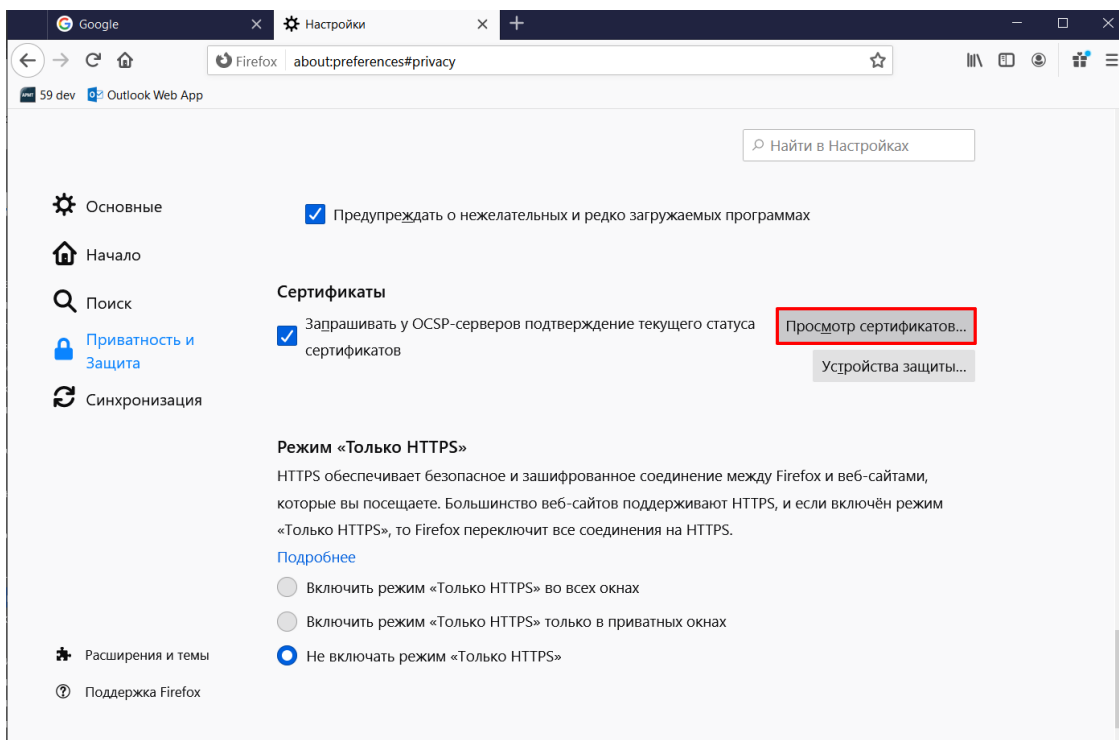 Google
Настройки
Firefox about:preferences#privacy
59 dev Outlook Web App
Найти в Настройках
Основные
Начало
Поиск
Приватность и
Защита
Синхронизация
Предупреждать о нежелательных и редко загружаемых программах
Сертификаты
Запрашивать у OCSP-серверов подтверждение текущего статуса
сертификатов
Просмотр сертификатов...
Устройства защиты...
Режим «Только HTTPS»
HTTPS обеспечивает безопасное и зашифрованное соединение между Firefox и веб-сайтами,
которые вы посещаете. Большинство веб-сайтов поддерживают HTTPS, и если включён режим
«Только HTTPS», то Firefox переключит все соединения на HTTPS.
Подробнее
Включить режим «Только HTTPS» во всех окнах
Включить режим «Только HTTPS» только в приватных окнах
Не включать режим «Только HTTPS»
Расширения и темы
Поддержка Firefox